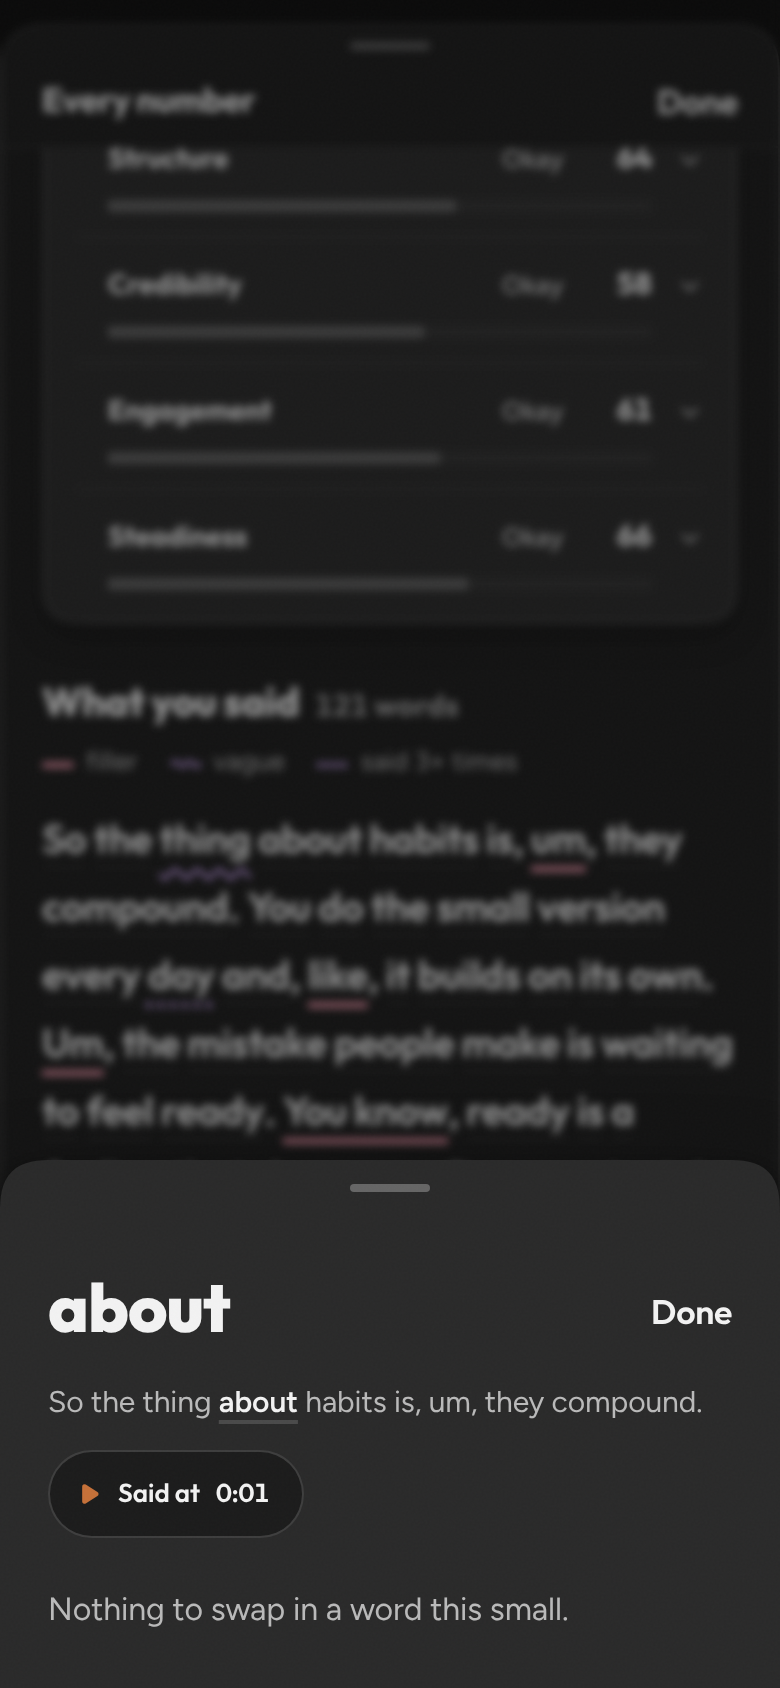 Every number
Done
Structure Okay 64
Credibility Okay 58
Engagement Okay 61
Steadiness Okay 66
What you said 121 words
filler vague said 3+ times
So the thing about habits is, um, they
compound. You do the small version
every day and, like, it builds on its own.
Um, the mistake people make is waiting
to feel ready. You know, ready is a
about
Done
So the thing about habits is, um, they compound.
Said at 0:01
Nothing to swap in a word this small.